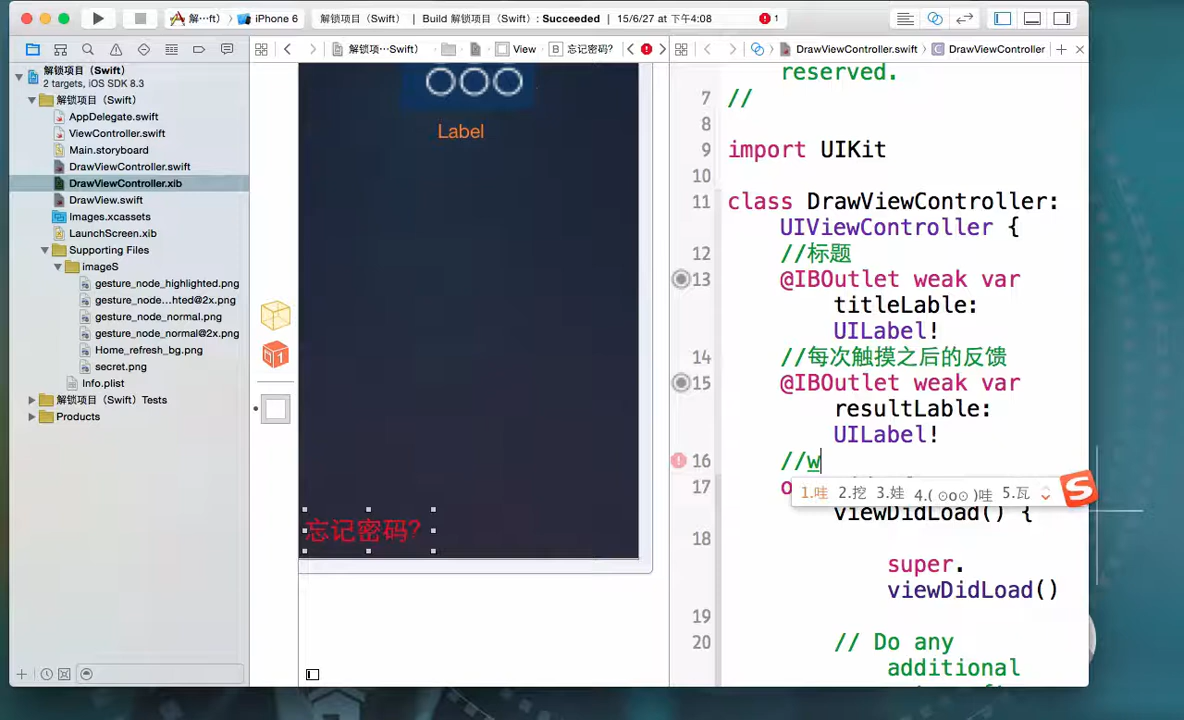 解...ft）
iPhone 6
解锁项目（Swift）
Build 解锁项目（Swift）: Succeeded
15/6/27 at 下午4:08
1
解锁项...Swift）
View
B
忘记密码?
DrawViewController.swift
C
DrawViewController
解锁项目（Swift）
2 targets, iOS SDK 8.3
解锁项目（Swift）
AppDelegate.swift
ViewController.swift
Main.storyboard
DrawViewController.swift
DrawViewController.xib
DrawView.swift
Images.xcassets
LaunchScreen.xib
Supporting Files
imageS
gesture_node_highlighted.png
gesture_node...hted@2x.png
gesture_node_normal.png
gesture_node_normal@2x.png
Home_refresh_bg.png
secret.png
Info.plist
解锁项目（Swift）Tests
Products
Label
忘记密码?
reserved.
7 //
8
9 import UIKit
10
11 class DrawViewController:
UIViewController {
12 //标题
13 @IBOutlet weak var
titleLable:
UILabel!
14 //每次触摸之后的反馈
15 @IBOutlet weak var
resultLable:
UILabel!
16 //w
17 o
1.哇 2.挖 3.娃 4.( ⊙o⊙ )哇 5.瓦
S
viewDidLoad() {
18
super.
viewDidLoad()
19
20 // Do any
additional